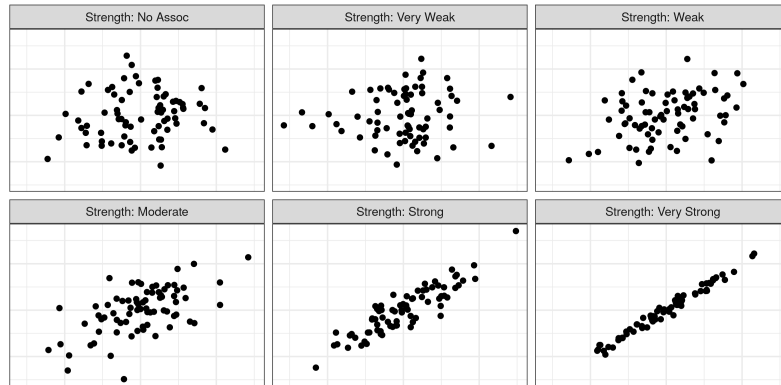 Strength: No Assoc
Strength: Very Weak
Strength: Weak
Strength: Moderate
Strength: Strong
Strength: Very Strong